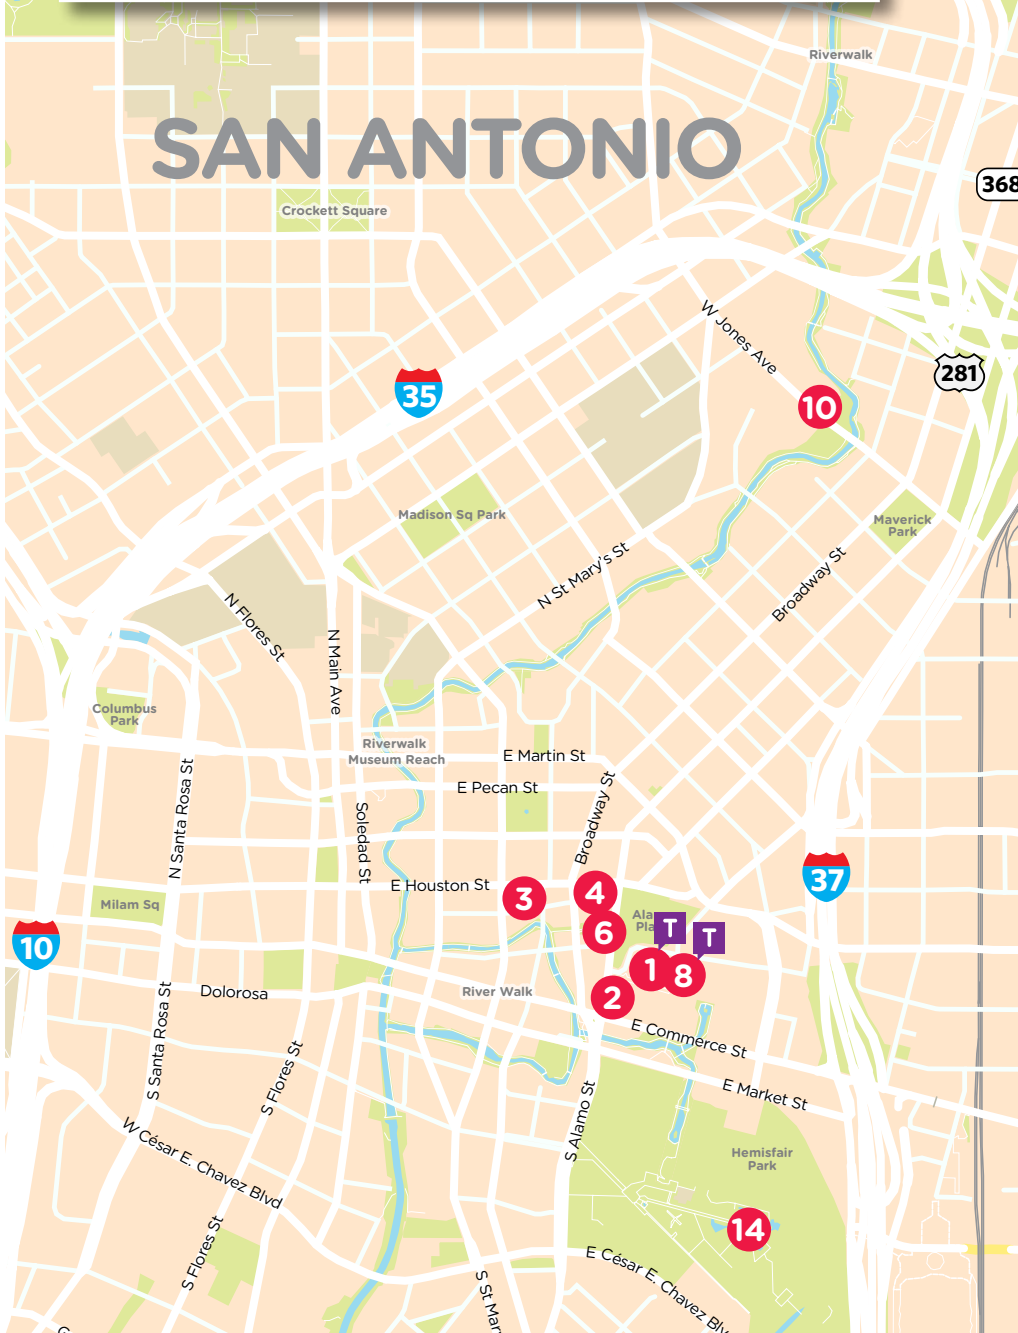 Riverwalk
SAN ANTONIO
368
Crockett Square
W Jones Ave
281
35
10
Madison Sq Park
Maverick
Park
N St Mary's St
Broadway St
N Flores St
N Main Ave
Columbus
Park
Riverwalk
Museum Reach
E Martin St
E Pecan St
N Santa Rosa St
Soledad St
Broadway St
E Houston St
37
3
4
Milam Sq
6
T
T
10
1
8
2
River Walk
Dolorosa
S Santa Rosa St
E Commerce St
S Flores St
E Market St
S Alamo St
W César E. Chavez Blvd
Hemisfair
Park
14
S Flores St
E César E. Chavez Blv
S St Mar